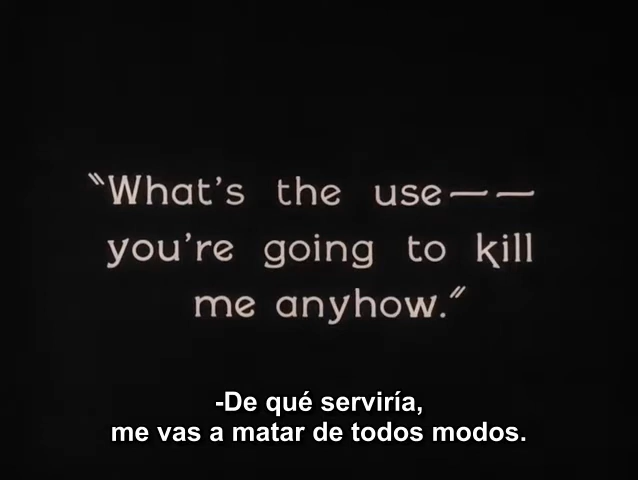 "What's the use——
you're going to kill
me anyhow."
-De qué serviría,
me vas a matar de todos modos.